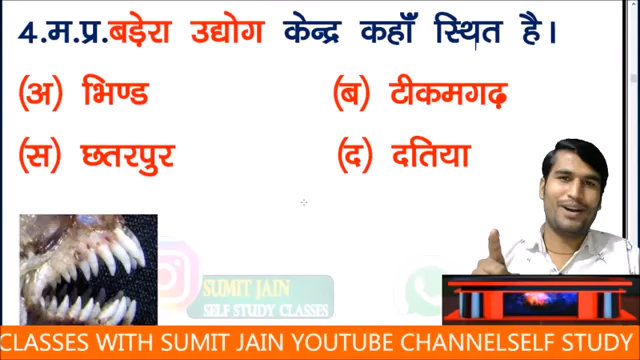 4.म.प्र.बड़ेरा उद्योग केन्द्र कहाँ स्थित है।
(अ) भिण्ड (ब) टीकमगढ़
(स) छतरपुर (द) दतिया
SUMIT JAIN
SELF STUDY CLASSES
CLASSES WITH SUMIT JAIN YOUTUBE CHANNELSELF STUDY